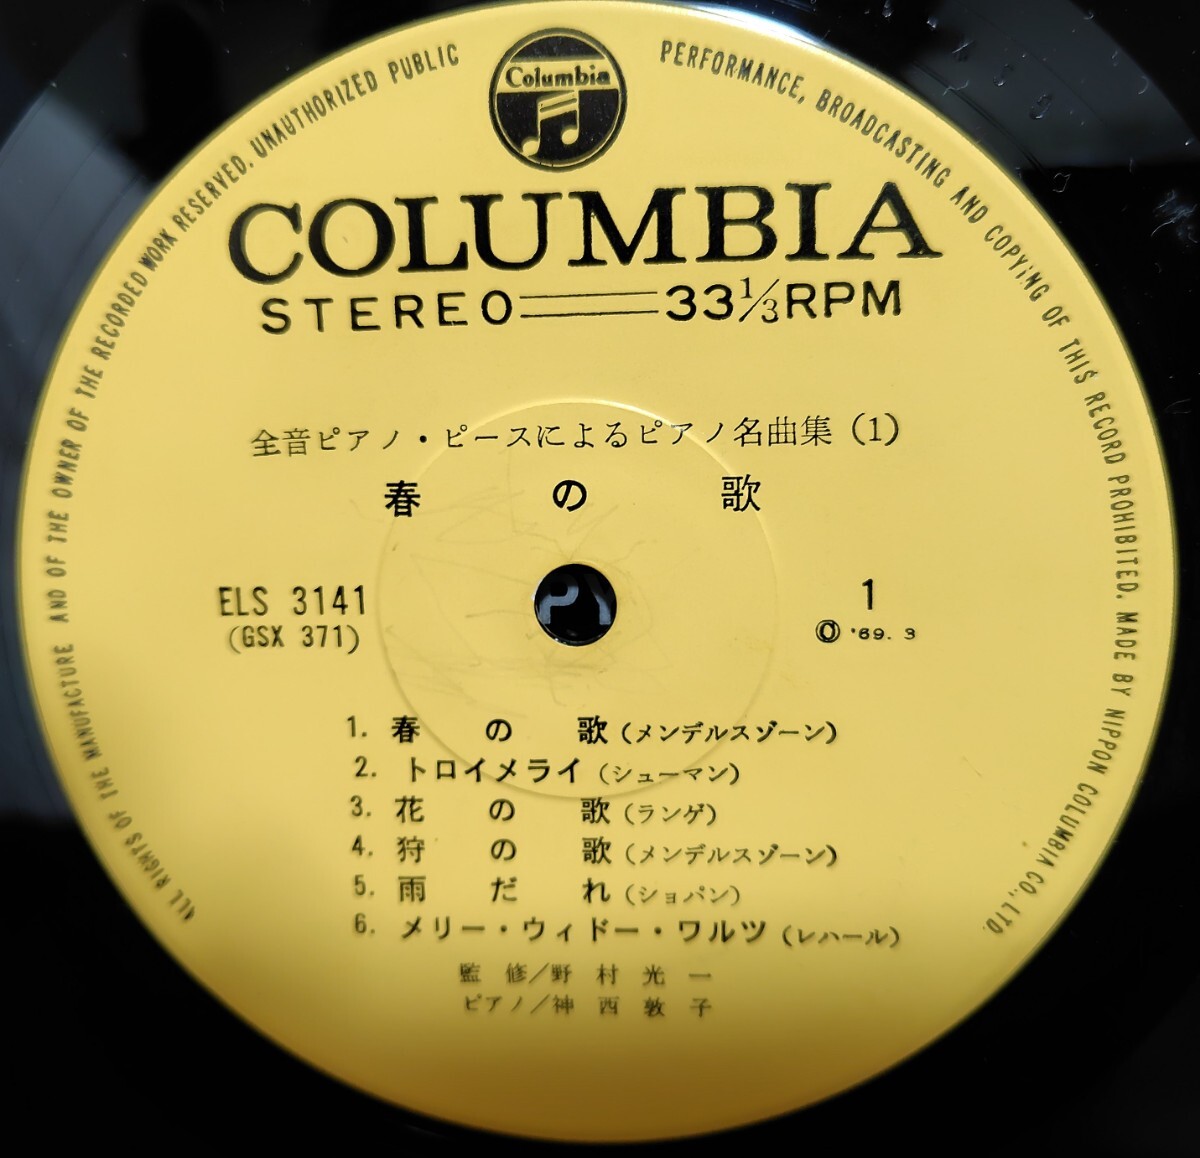 ALL RIGHTS OF THE MANUFACTURE AND OF THE OWNER OF THE RECORDED WORK RESERVED. UNAUTHORIZED PUBLIC PERFORMANCE, BROADCASTING AND COPYING OF THIS RECORD PROHIBITED. MADE BY NIPPON COLUMBIA CO., LTD.
Columbia
COLUMBIA
STEREO 33 1/3 RPM
全音ピアノ・ピースによるピアノ名曲集 (1)
春の歌
ELS 3141 1
(GSX 371) Ⓟ '69. 3
1. 春の歌 (メンデルスゾーン)
2. トロイメライ (シューマン)
3. 花の歌 (ランゲ)
4. 狩の歌 (メンデルスゾーン)
5. 雨だれ (ショパン)
6. メリー・ウィドー・ワルツ (レハール)
監修/野村光一
ピアノ/神西敦子